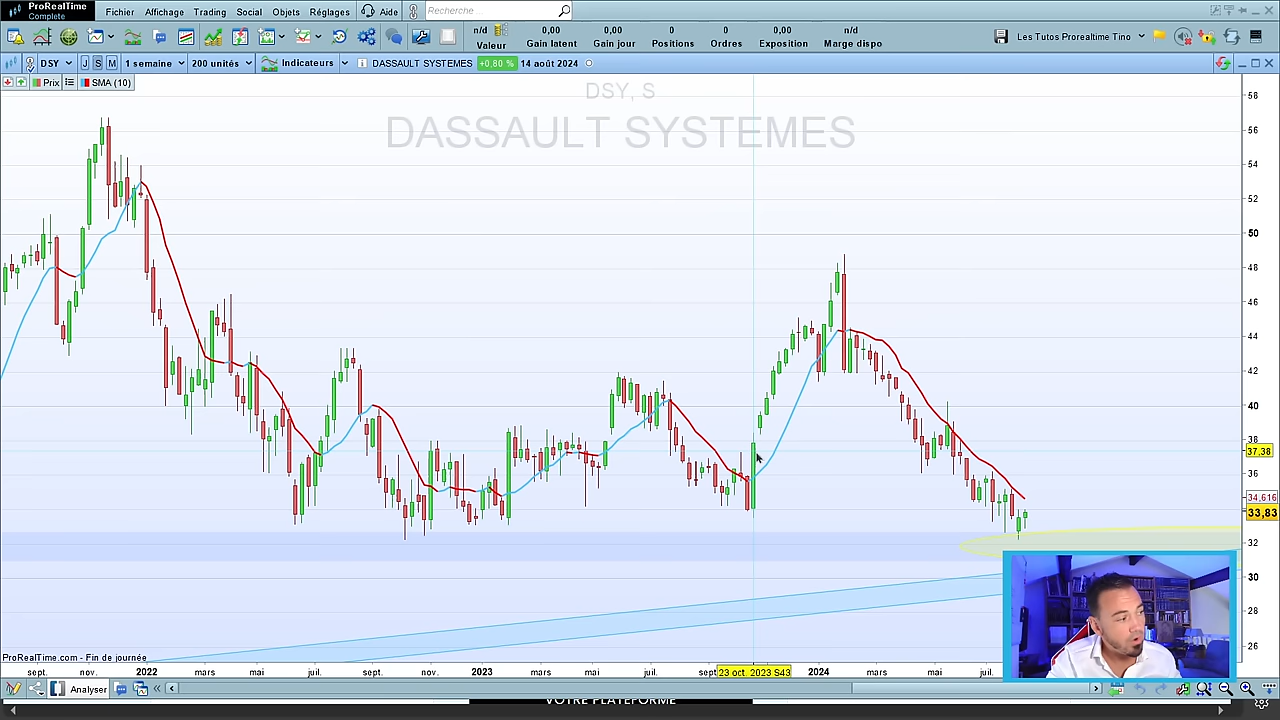 ProRealTime
Complete
Fichier Affichage Trading Social Objets Réglages Aide Recherche ...
n/d 0,00 0,00 0 0 0,00 n/d
Valeur Gain latent Gain jour Positions Ordres Exposition Marge dispo
Les Tutos Prorealtime Tino
DSY J S M 1 semaine 200 unités Indicateurs DASSAULT SYSTEMES +0,80 % 14 août 2024
Prix SMA (10)
DSY, S
DASSAULT SYSTEMES
58
56
54
52
50
48
46
44
42
40
38
37,38
36
34,616
33,83
32
30
28
26
ProRealTime.com - Fin de journée
sept. nov. 2022 mars mai juil. sept. nov. 2023 mars mai juil. sept 23 oct. 2023 S43 2024 mars mai juil.
Analyser
VOTRE PLATEFORME